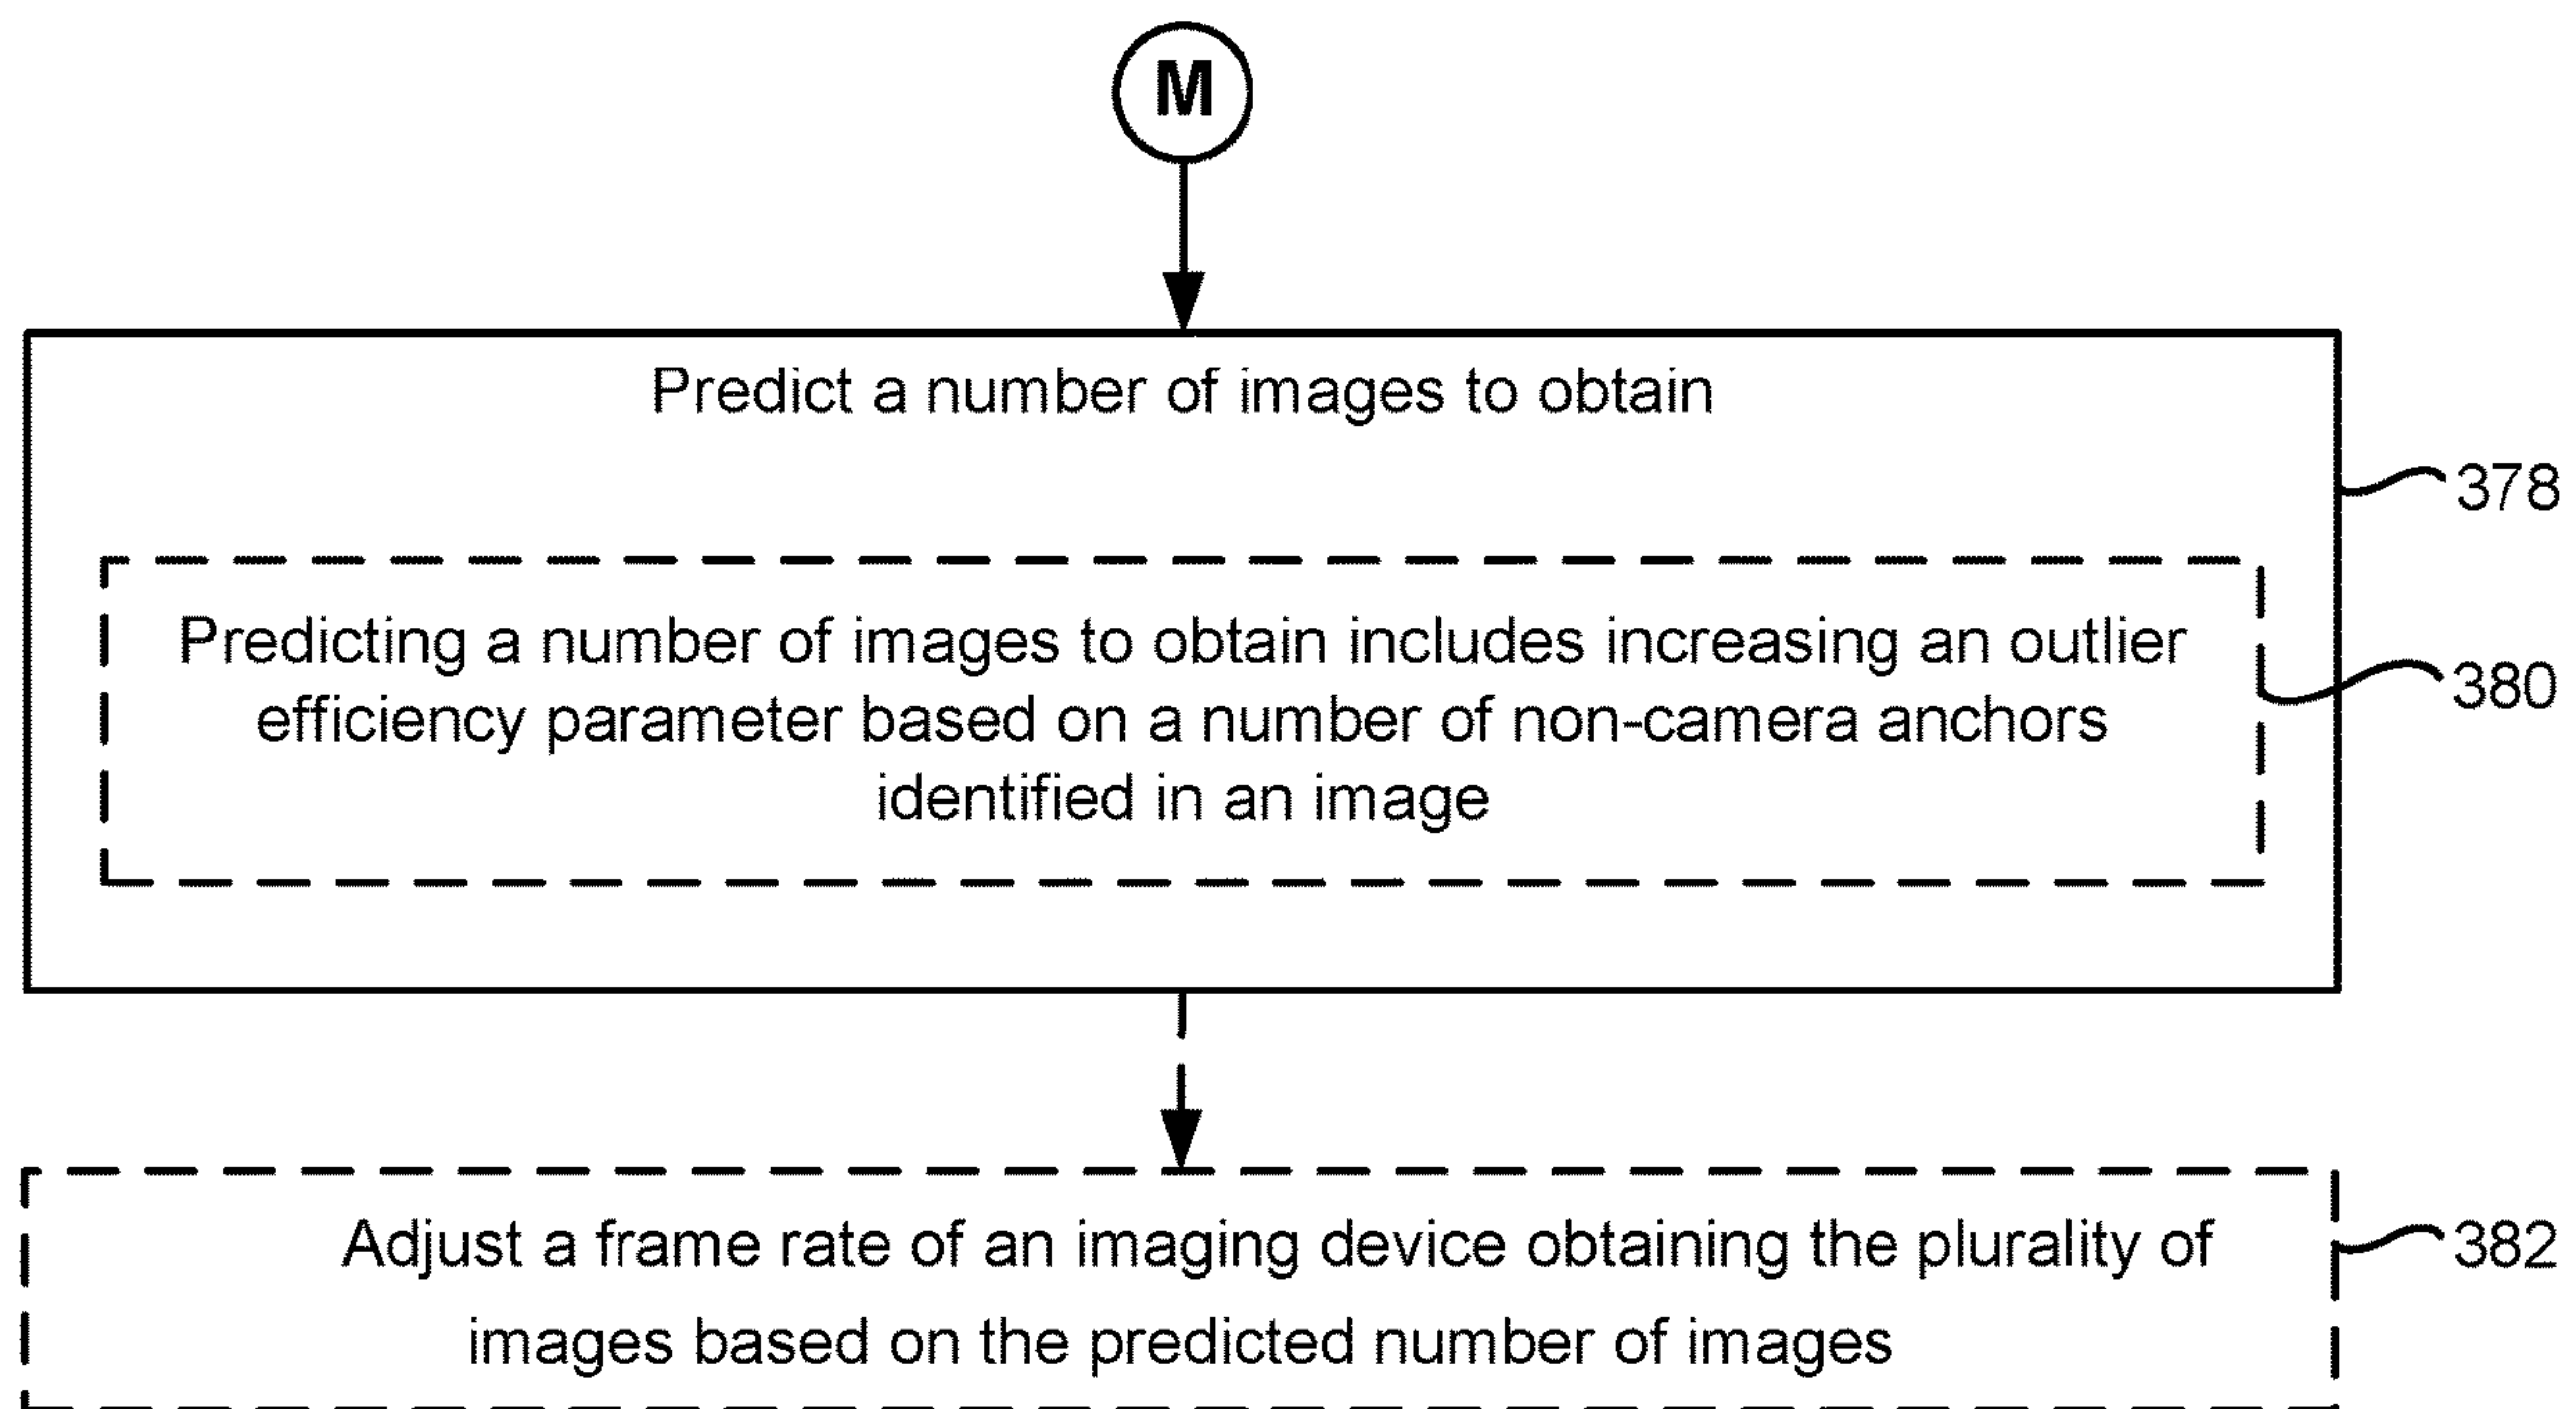 M
Predict a number of images to obtain
378
Predicting a number of images to obtain includes increasing an outlier
efficiency parameter based on a number of non-camera anchors
identified in an image
380
Adjust a frame rate of an imaging device obtaining the plurality of
images based on the predicted number of images
382